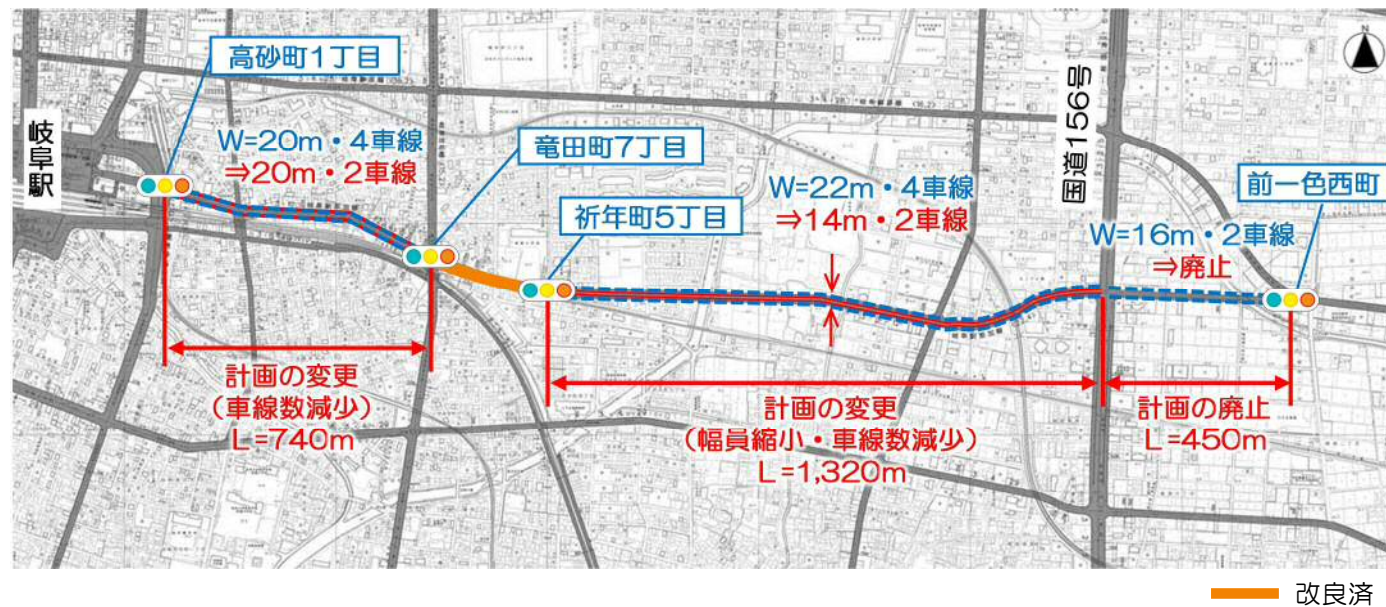 高砂町1丁目
岐阜駅
W=20m・4車線
⇒20m・2車線
竜田町7丁目
祈年町5丁目
W=22m・4車線
⇒14m・2車線
国道156号
N
前一色西町
W=16m・2車線
⇒廃止
計画の変更
(車線数減少)
L=740m
計画の変更
(幅員縮小・車線数減少)
L=1,320m
計画の廃止
L=450m
改良済